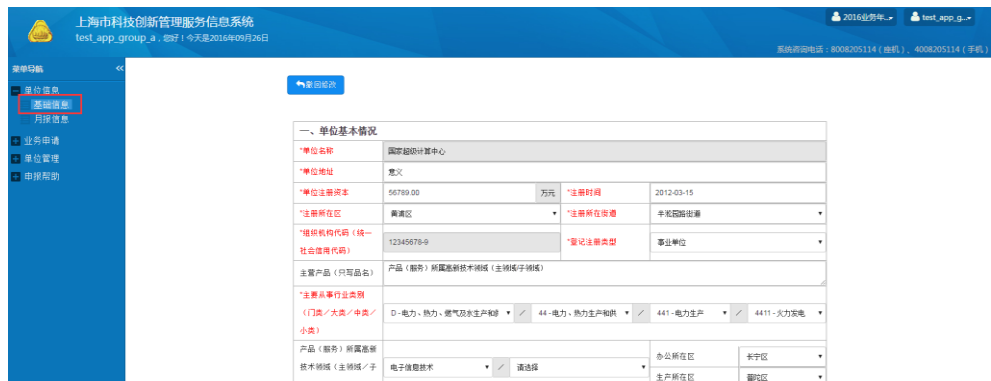 上海市科技创新管理服务信息系统
test_app_group_a，您好！今天是2016年09月26日
2016业务年...
test_app_g...
系统咨询电话：8008205114（座机）、4008205114（手机）
菜单导航
单位信息
基础信息
月报信息
业务申请
单位管理
申报帮助
撤回修改
一、单位基本情况
*单位名称 国家超级计算中心
*单位地址 意义
*单位注册资本 56789.00 万元 *注册时间 2012-03-15
*注册所在区 黄浦区 *注册所在街道 半淞园路街道
*组织机构代码（统一
社会信用代码） 12345678-9 *登记注册类型 事业单位
主营产品（只写品名） 产品（服务）所属高新技术领域（主领域/子领域）
*主要从事行业类别
（门类／大类／中类／
小类） D-电力、热力、燃气及水生产和 / 44-电力、热力生产和供 / 441-电力生产 / 4411-火力发电
产品（服务）所属高新
技术领域（主领域／子 电子信息技术 / 请选择
办公所在区 长宁区
生产所在区 普陀区